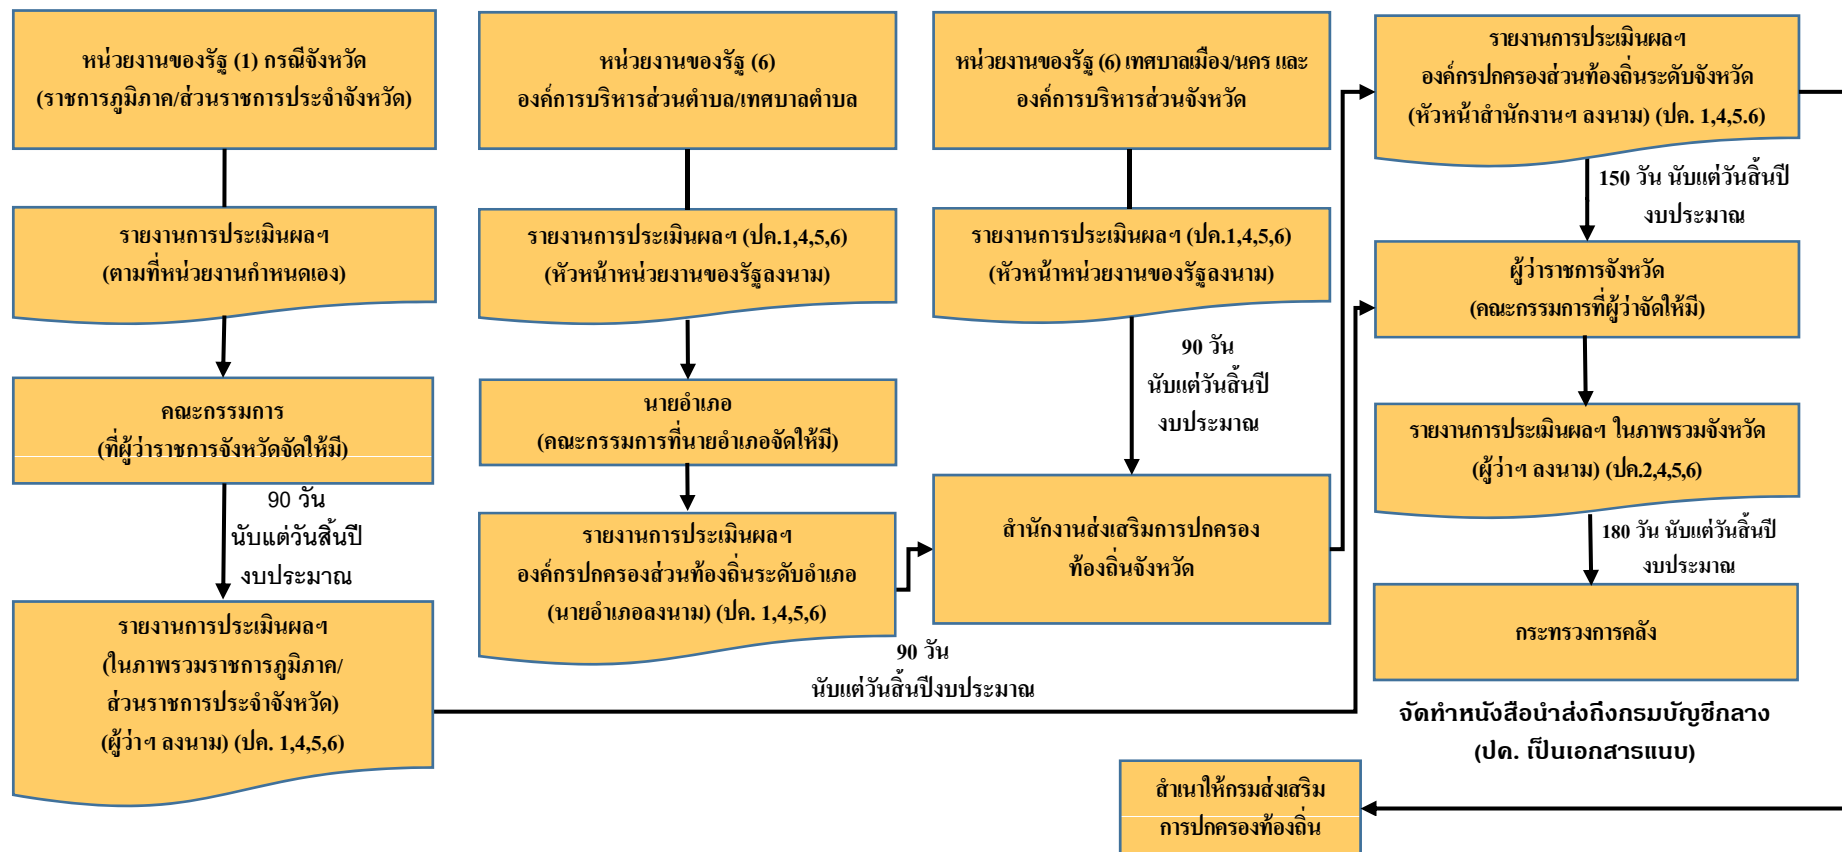 หน่วยงานของรัฐ (1) กรณีจังหวัด
(ราชการภูมิภาค/ส่วนราชการประจำจังหวัด)
รายงานการประเมินผลฯ
(ตามที่หน่วยงานกำหนดเอง)
คณะกรรมการ
(ที่ผู้ว่าราชการจังหวัดจัดให้มี)
90 วัน
นับแต่วันสิ้นปี
งบประมาณ
รายงานการประเมินผลฯ
(ในภาพรวมราชการภูมิภาค/
ส่วนราชการประจำจังหวัด)
(ผู้ว่าฯ ลงนาม) (ปค. 1,4,5,6)
หน่วยงานของรัฐ (6)
องค์การบริหารส่วนตำบล/เทศบาลตำบล
รายงานการประเมินผลฯ (ปค.1,4,5,6)
(หัวหน้าหน่วยงานของรัฐลงนาม)
นายอำเภอ
(คณะกรรมการที่นายอำเภอจัดให้มี)
รายงานการประเมินผลฯ
องค์กรปกครองส่วนท้องถิ่นระดับอำเภอ
(นายอำเภอลงนาม) (ปค. 1,4,5,6)
90 วัน
นับแต่วันสิ้นปีงบประมาณ
หน่วยงานของรัฐ (6) เทศบาลเมือง/นคร และ
องค์การบริหารส่วนจังหวัด
รายงานการประเมินผลฯ (ปค.1,4,5,6)
(หัวหน้าหน่วยงานของรัฐลงนาม)
90 วัน
นับแต่วันสิ้นปี
งบประมาณ
สำนักงานส่งเสริมการปกครอง
ท้องถิ่นจังหวัด
รายงานการประเมินผลฯ
องค์กรปกครองส่วนท้องถิ่นระดับจังหวัด
(หัวหน้าสำนักงานฯ ลงนาม) (ปค. 1,4,5.6)
150 วัน นับแต่วันสิ้นปี
งบประมาณ
ผู้ว่าราชการจังหวัด
(คณะกรรมการที่ผู้ว่าจัดให้มี)
รายงานการประเมินผลฯ ในภาพรวมจังหวัด
(ผู้ว่าฯ ลงนาม) (ปค.2,4,5,6)
180 วัน นับแต่วันสิ้นปี
งบประมาณ
กระทรวงการคลัง
จัดทำหนังสือนำส่งถึงกรมบัญชีกลาง
(ปค. เป็นเอกสารแนบ)
สำเนาให้กรมส่งเสริม
การปกครองท้องถิ่น